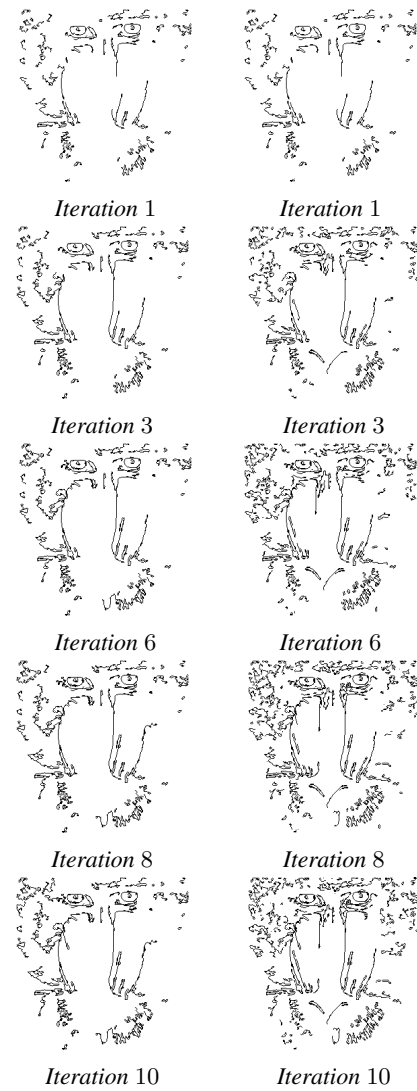 Iteration 1 Iteration 1
Iteration 3 Iteration 3
Iteration 6 Iteration 6
Iteration 8 Iteration 8
Iteration 10 Iteration 10